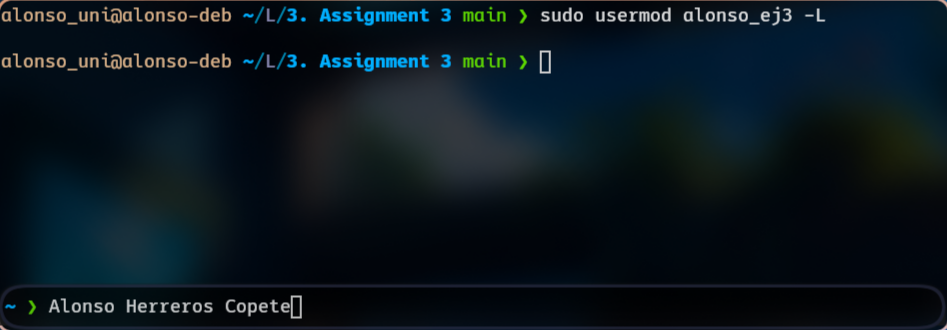 alonso_uni@alonso-deb ~/L/3. Assignment 3 main ❯ sudo usermod alonso_ej3 -L
alonso_uni@alonso-deb ~/L/3. Assignment 3 main ❯
~ ❯ Alonso Herreros Copete